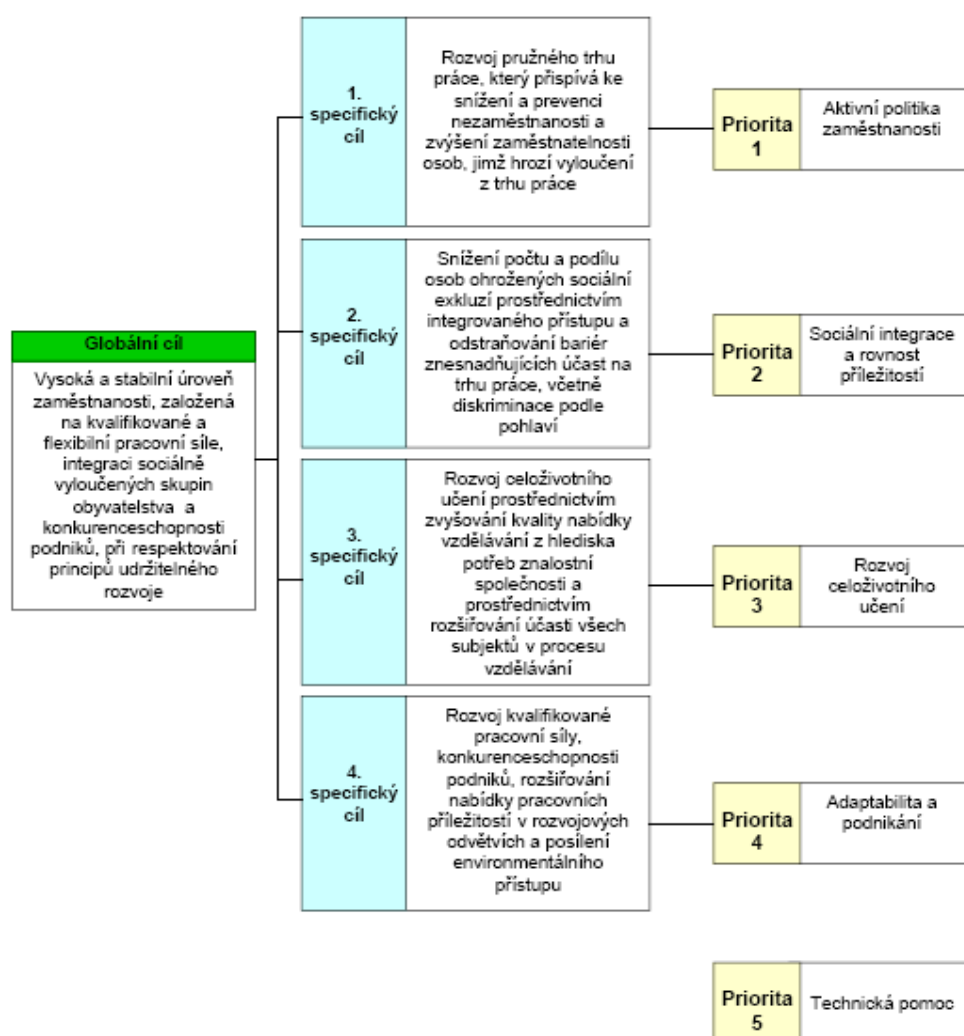 Globální cíl
Vysoká a stabilní úroveň
zaměstnanosti, založená
na kvalifikované a
flexibilní pracovní síle,
integraci sociálně
vyloučených skupin
obyvatelstva a
konkurenceschopnosti
podniků, při respektování
principů udržitelného
rozvoje
1.
specifický
cíl
Rozvoj pružného trhu
práce, který přispívá ke
snížení a prevenci
nezaměstnanosti a
zvýšení zaměstnatelnosti
osob, jimž hrozí vyloučení
z trhu práce
Priorita
1
Aktivní politika
zaměstnanosti
2.
specifický
cíl
Snížení počtu a podílu
osob ohrožených sociální
exkluzí prostřednictvím
integrovaného přístupu a
odstraňování bariér
znesnadňujících účast na
trhu práce, včetně
diskriminace podle
pohlaví
Priorita
2
Sociální integrace
a rovnost
příležitostí
3.
specifický
cíl
Rozvoj celoživotního
učení prostřednictvím
zvyšování kvality nabídky
vzdělávání z hlediska
potřeb znalostní
společnosti a
prostřednictvím
rozšiřování účasti všech
subjektů v procesu
vzdělávání
Priorita
3
Rozvoj
celoživotního
učení
4.
specifický
cíl
Rozvoj kvalifikované
pracovní síly,
konkurenceschopnosti
podniků, rozšiřování
nabídky pracovních
příležitostí v rozvojových
odvětvích a posílení
environmentálního
přístupu
Priorita
4
Adaptabilita a
podnikání
Priorita
5
Technická pomoc